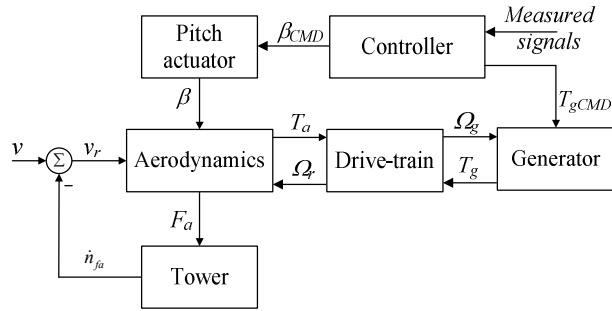 Measured
signals
Pitch
actuator
β_CMD
Controller
β
T_gCMD
v
Σ
v_r
Aerodynamics
T_a
Drive-train
Ω_g
Generator
Ω_r
T_g
−
F_a
ṅ_fa
Tower